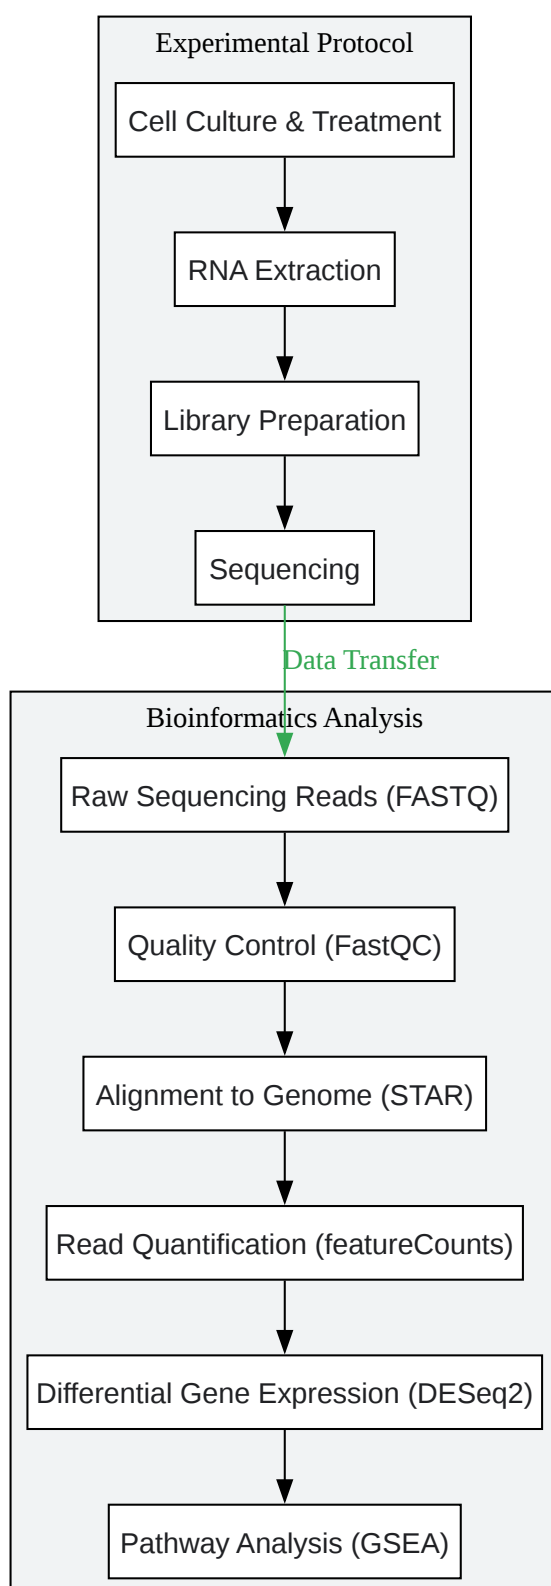 Experimental Protocol
Cell Culture & Treatment
RNA Extraction
Library Preparation
Sequencing
Data Transfer
Bioinformatics Analysis
Raw Sequencing Reads (FASTQ)
Quality Control (FastQC)
Alignment to Genome (STAR)
Read Quantification (featureCounts)
Differential Gene Expression (DESeq2)
Pathway Analysis (GSEA)